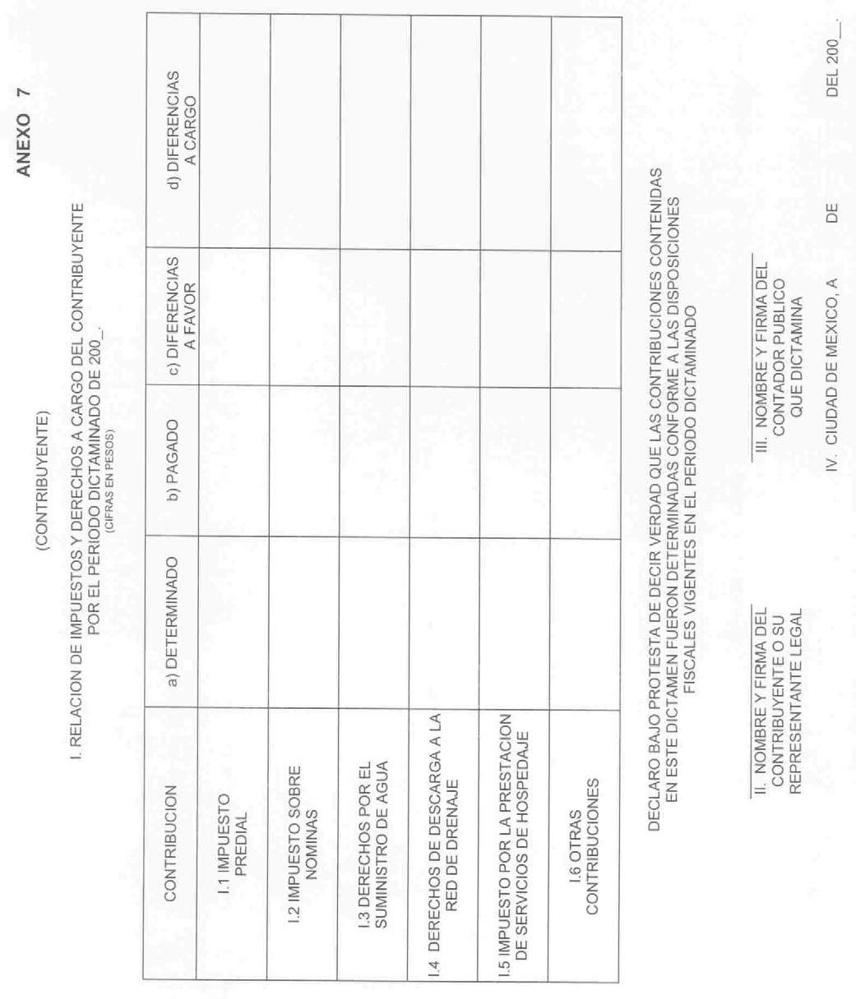 ANEXO 7
(CONTRIBUYENTE)
I. RELACION DE IMPUESTOS Y DERECHOS A CARGO DEL CONTRIBUYENTE
POR EL PERIODO DICTAMINADO DE 200_.
(CIFRAS EN PESOS)
CONTRIBUCION a) DETERMINADO b) PAGADO c) DIFERENCIAS A FAVOR d) DIFERENCIAS A CARGO
I.1 IMPUESTO
PREDIAL
I.2 IMPUESTO SOBRE
NOMINAS
I.3 DERECHOS POR EL
SUMINISTRO DE AGUA
I.4 DERECHOS DE DESCARGA A LA
RED DE DRENAJE
I.5 IMPUESTO POR LA PRESTACION
DE SERVICIOS DE HOSPEDAJE
I.6 OTRAS
CONTRIBUCIONES
DECLARO BAJO PROTESTA DE DECIR VERDAD QUE LAS CONTRIBUCIONES CONTENIDAS
EN ESTE DICTAMEN FUERON DETERMINADAS CONFORME A LAS DISPOSICIONES
FISCALES VIGENTES EN EL PERIODO DICTAMINADO
II. NOMBRE Y FIRMA DEL
CONTRIBUYENTE O SU
REPRESENTANTE LEGAL
III. NOMBRE Y FIRMA DEL
CONTADOR PUBLICO
QUE DICTAMINA
IV. CIUDAD DE MEXICO, A DE DEL 200__.